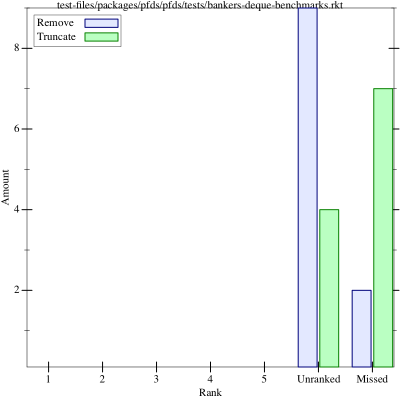 test-files/packages/pfds/pfds/tests/bankers-deque-benchmarks.rkt
Remove
Truncate
8
6
4
2
Amount
1 2 3 4 5 Unranked Missed
Rank